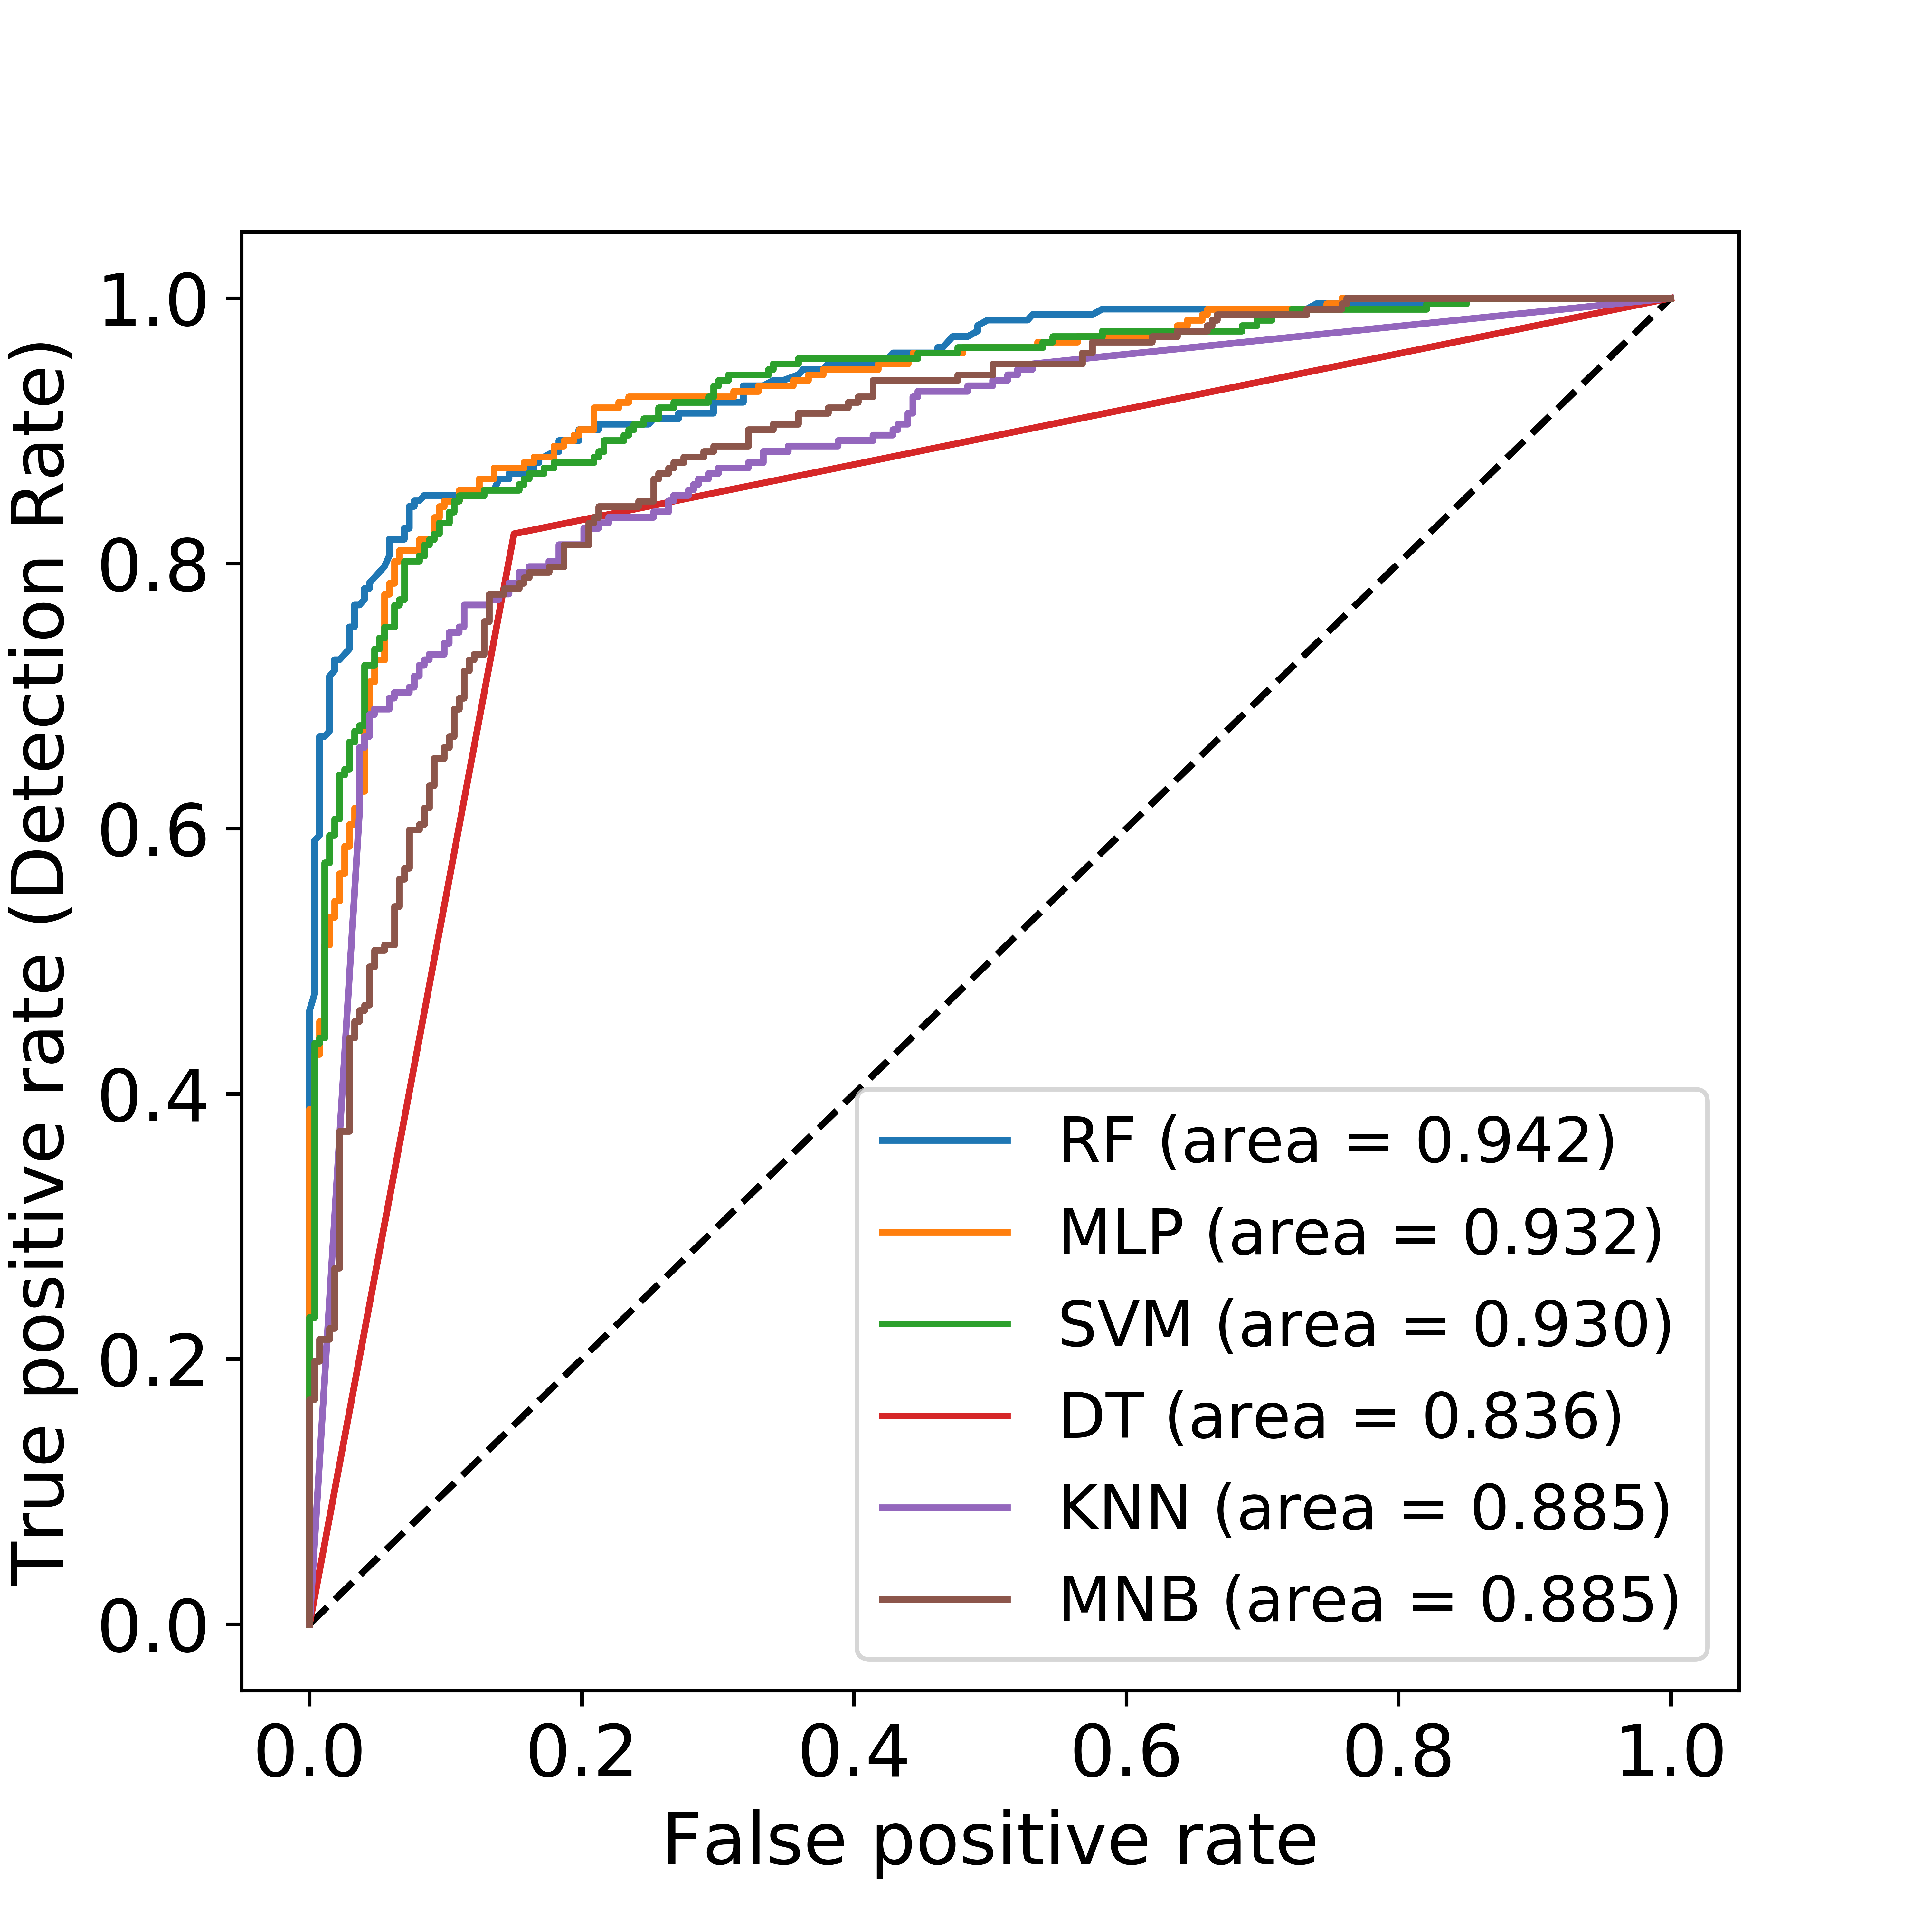 True positive rate (Detection Rate)
1.0
0.8
0.6
0.4
0.2
0.0
RF (area = 0.942)
MLP (area = 0.932)
SVM (area = 0.930)
DT (area = 0.836)
KNN (area = 0.885)
MNB (area = 0.885)
0.0 0.2 0.4 0.6 0.8 1.0
False positive rate